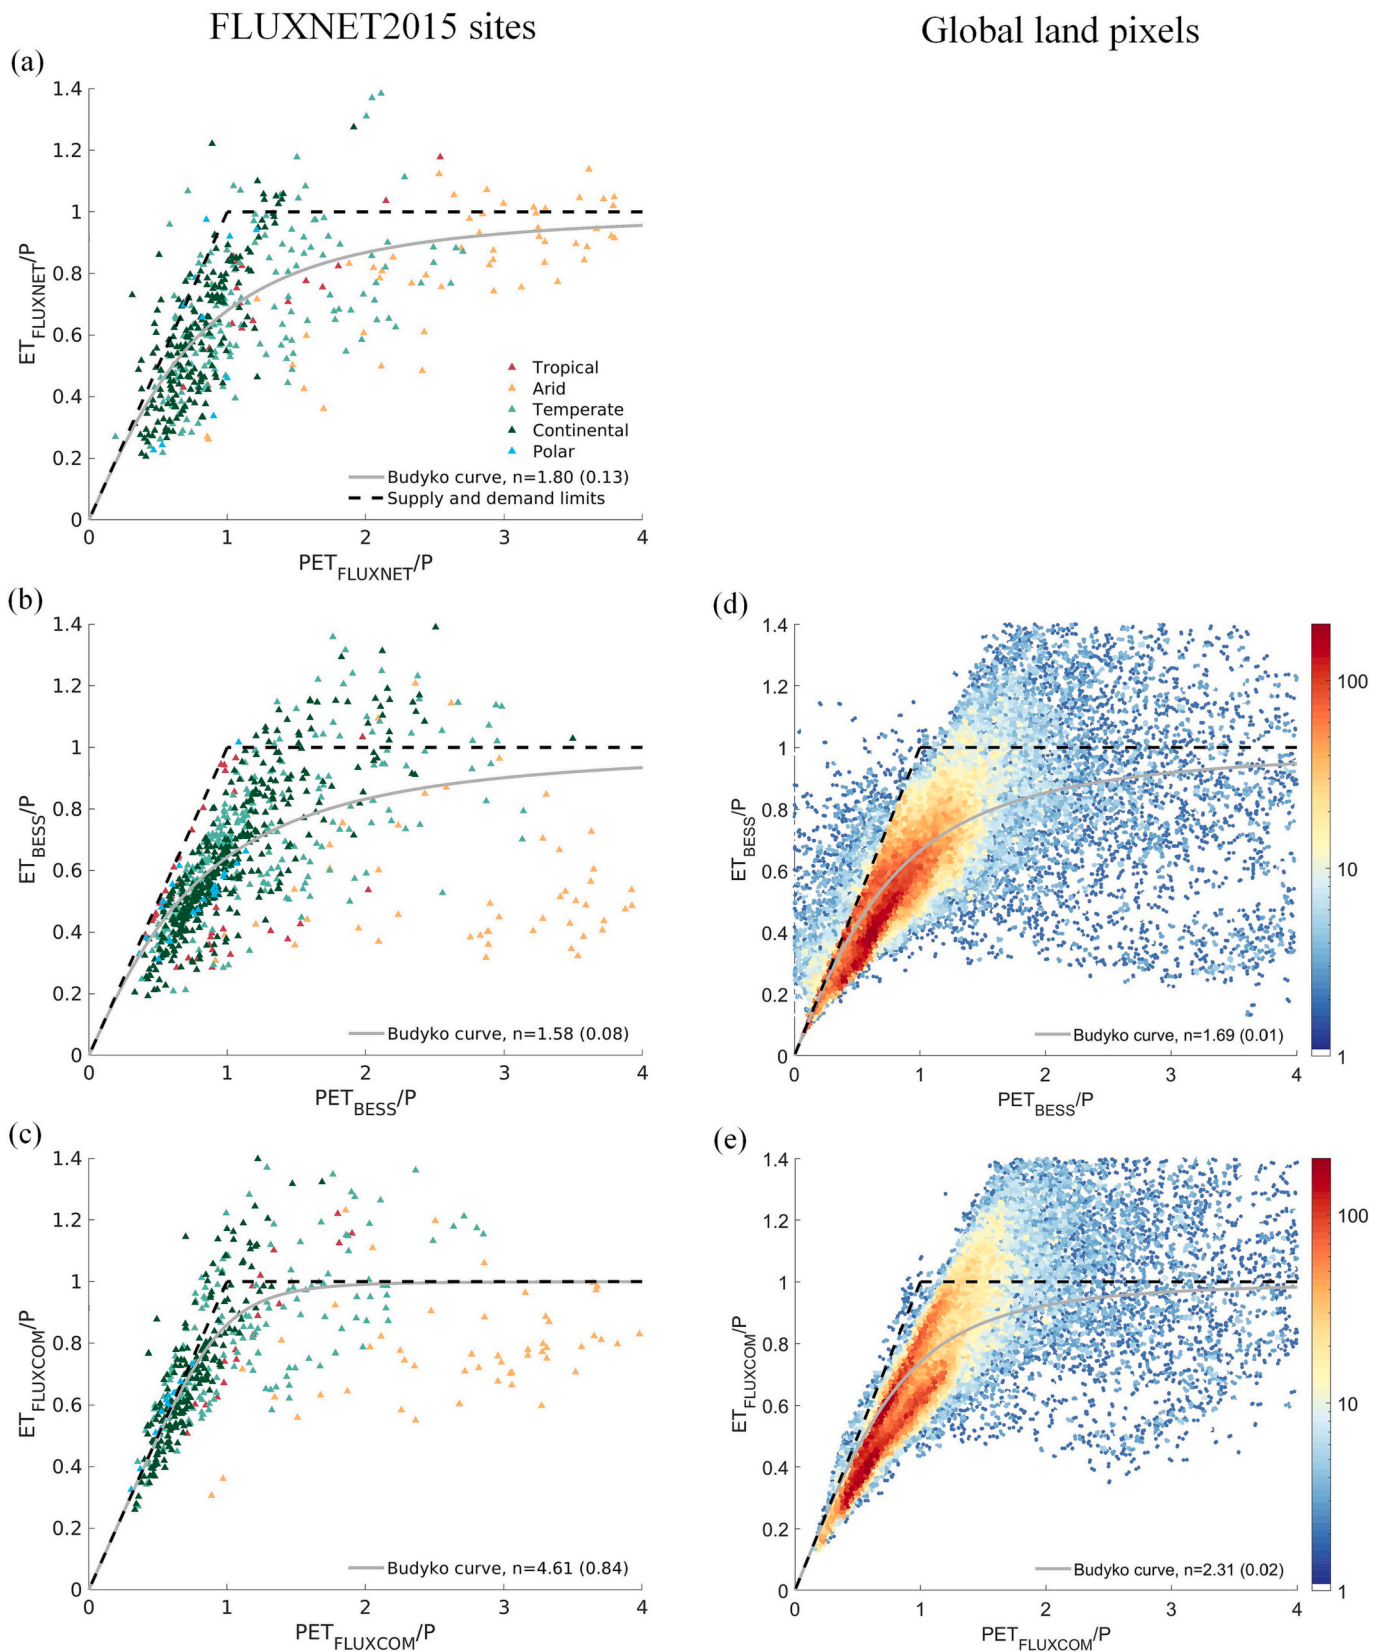 FLUXNET2015 sites
Global land pixels
(a)
1.4
1.2
1
0.8
0.6
0.4
0.2
0
ET_FLUXNET/P
0 1 2 3 4
PET_FLUXNET/P
Tropical
Arid
Temperate
Continental
Polar
Budyko curve, n=1.80 (0.13)
Supply and demand limits
(b)
1.4
1.2
1
0.8
0.6
0.4
0.2
0
ET_BESS/P
Budyko curve, n=1.58 (0.08)
0 1 2 3 4
PET_BESS/P
(d)
1.4
1.2
1
0.8
0.6
0.4
0.2
0
ET_BESS/P
Budyko curve, n=1.69 (0.01)
0 1 2 3 4
PET_BESS/P
100
10
1
(c)
1.4
1.2
1
0.8
0.6
0.4
0.2
0
ET_FLUXCOM/P
Budyko curve, n=4.61 (0.84)
0 1 2 3 4
PET_FLUXCOM/P
(e)
1.4
1.2
1
0.8
0.6
0.4
0.2
0
ET_FLUXCOM/P
Budyko curve, n=2.31 (0.02)
0 1 2 3 4
PET_FLUXCOM/P
100
10
1